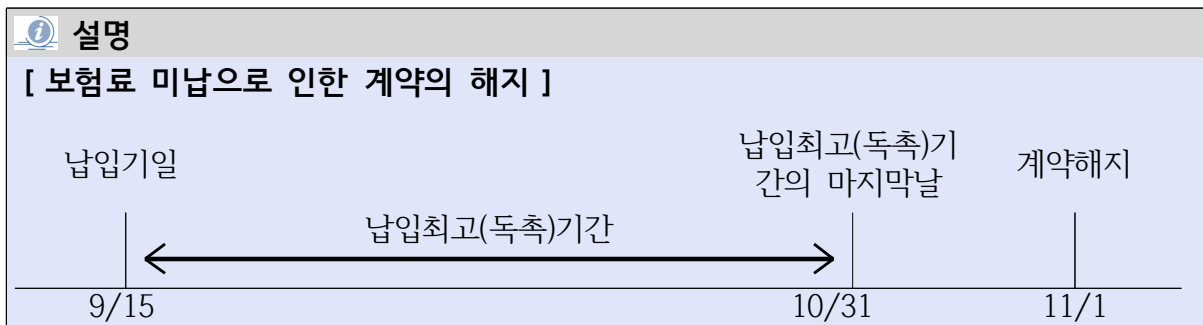 설명
[ 보험료 미납으로 인한 계약의 해지 ]
납입기일
납입최고(독촉)기
간의 마지막날
계약해지
납입최고(독촉)기간
9/15
10/31
11/1